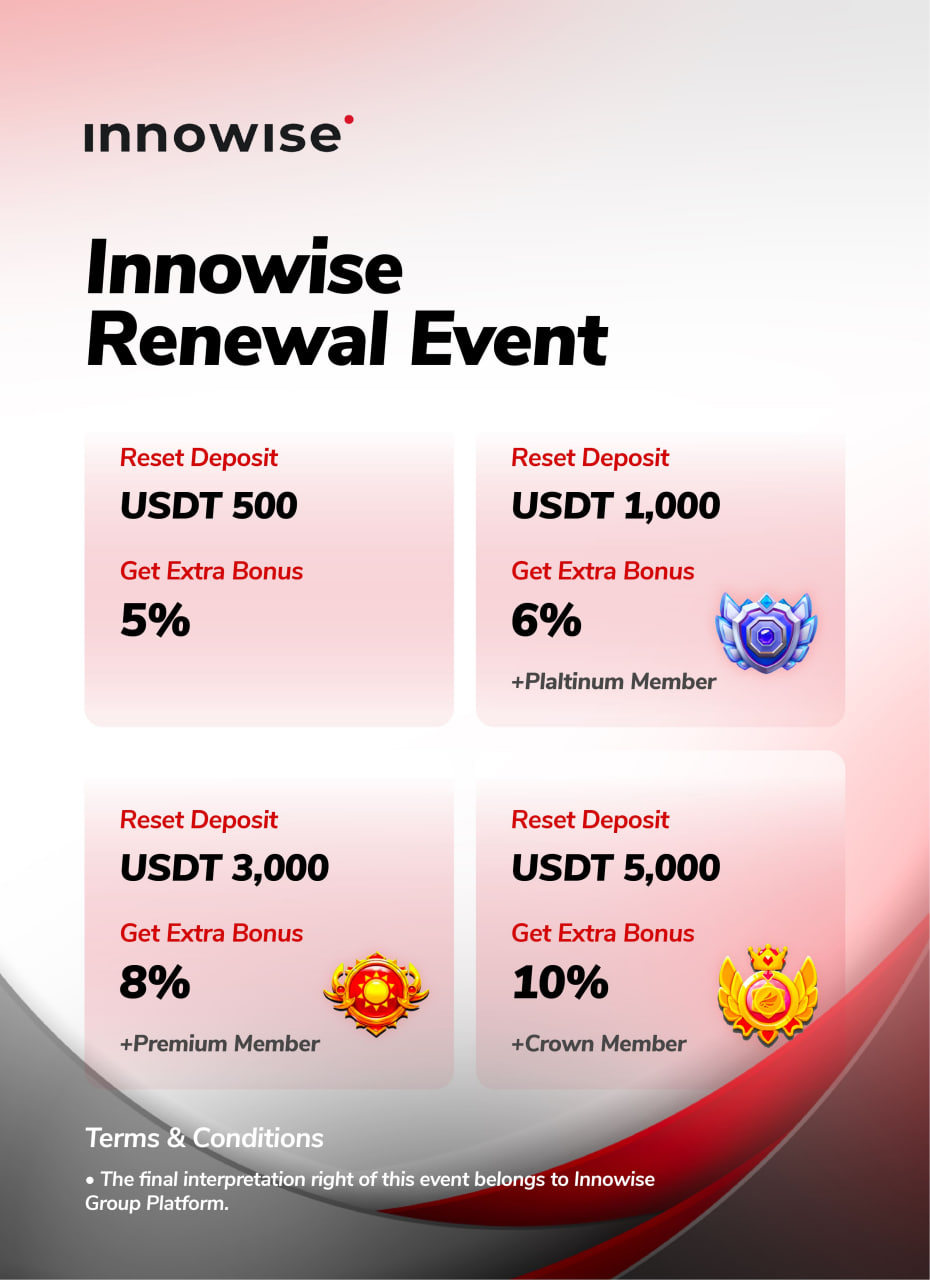 innowise
Innowise
Renewal Event
Reset Deposit
USDT 500
Get Extra Bonus
5%
Reset Deposit
USDT 1,000
Get Extra Bonus
6%
+Plaltinum Member
Reset Deposit
USDT 3,000
Get Extra Bonus
8%
+Premium Member
Reset Deposit
USDT 5,000
Get Extra Bonus
10%
+Crown Member
Terms & Conditions
• The final interpretation right of this event belongs to Innowise
Group Platform.